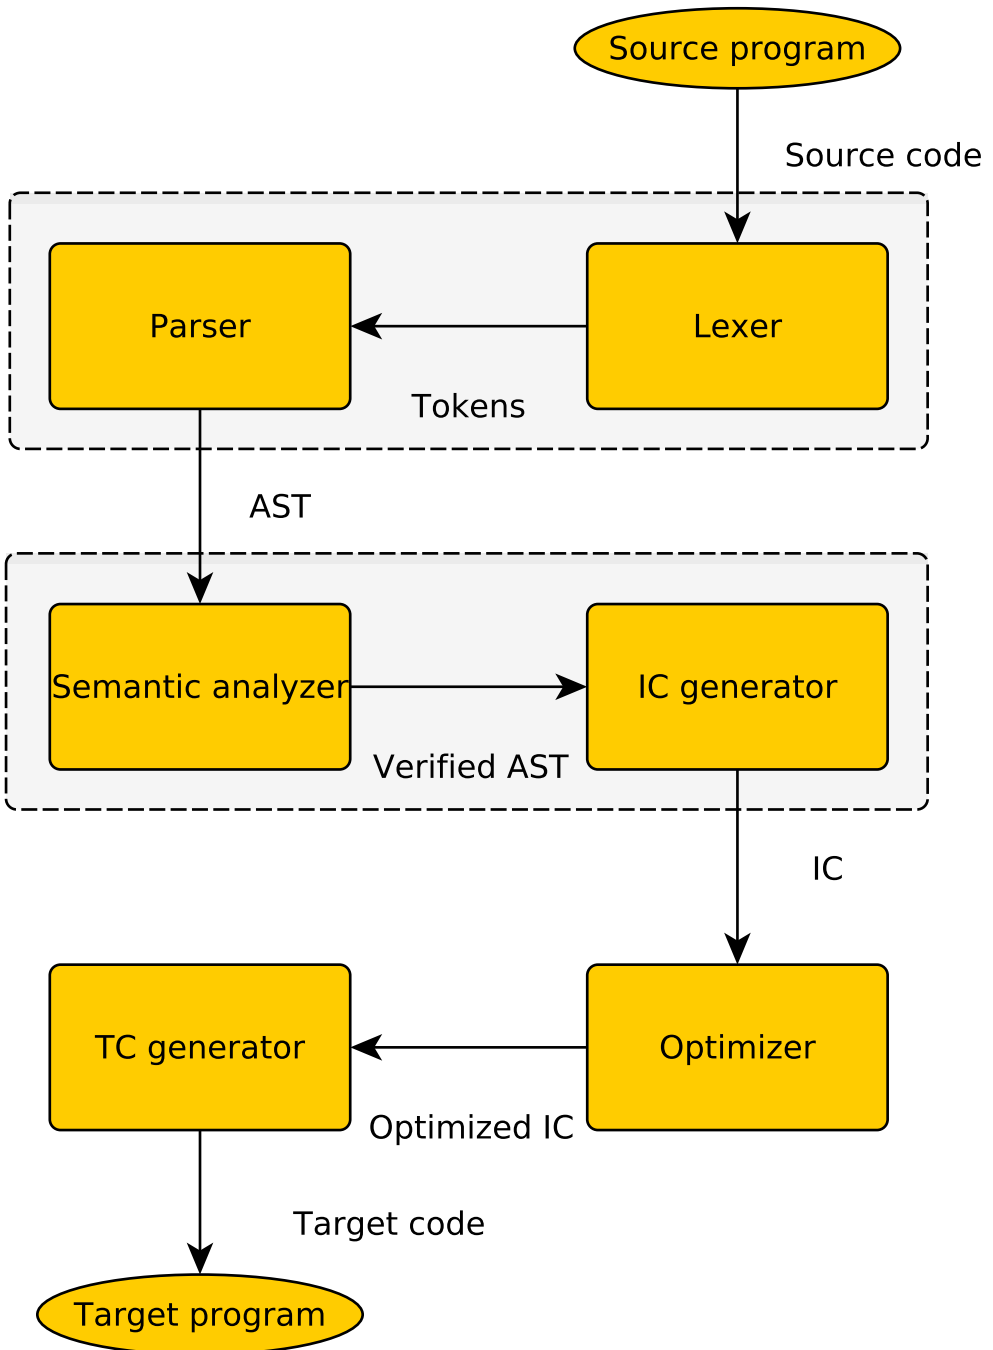 Source program
Source code
Parser
Lexer
Tokens
AST
Semantic analyzer
IC generator
Verified AST
IC
TC generator
Optimizer
Optimized IC
Target code
Target program